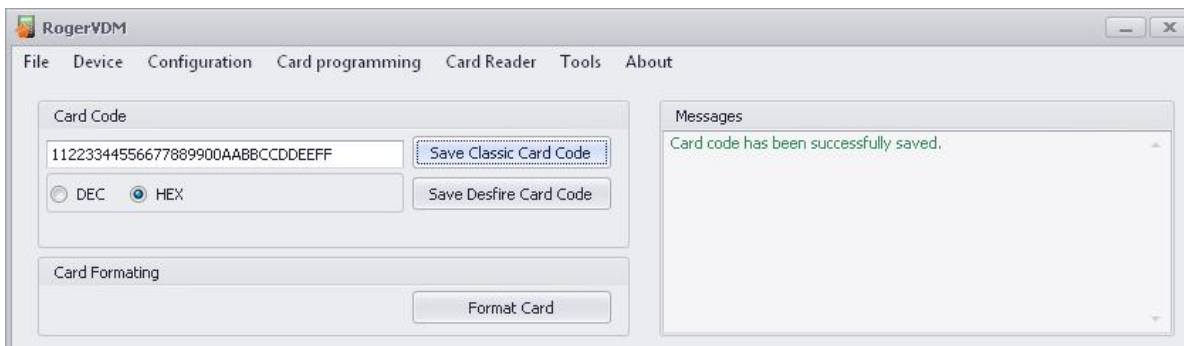 RogerVDM
File Device Configuration Card programming Card Reader Tools About
Card Code
11223344556677889900AABBCCDDEEFF
Save Classic Card Code
DEC HEX
Save Desfire Card Code
Card Formating
Format Card
Messages
Card code has been successfully saved.